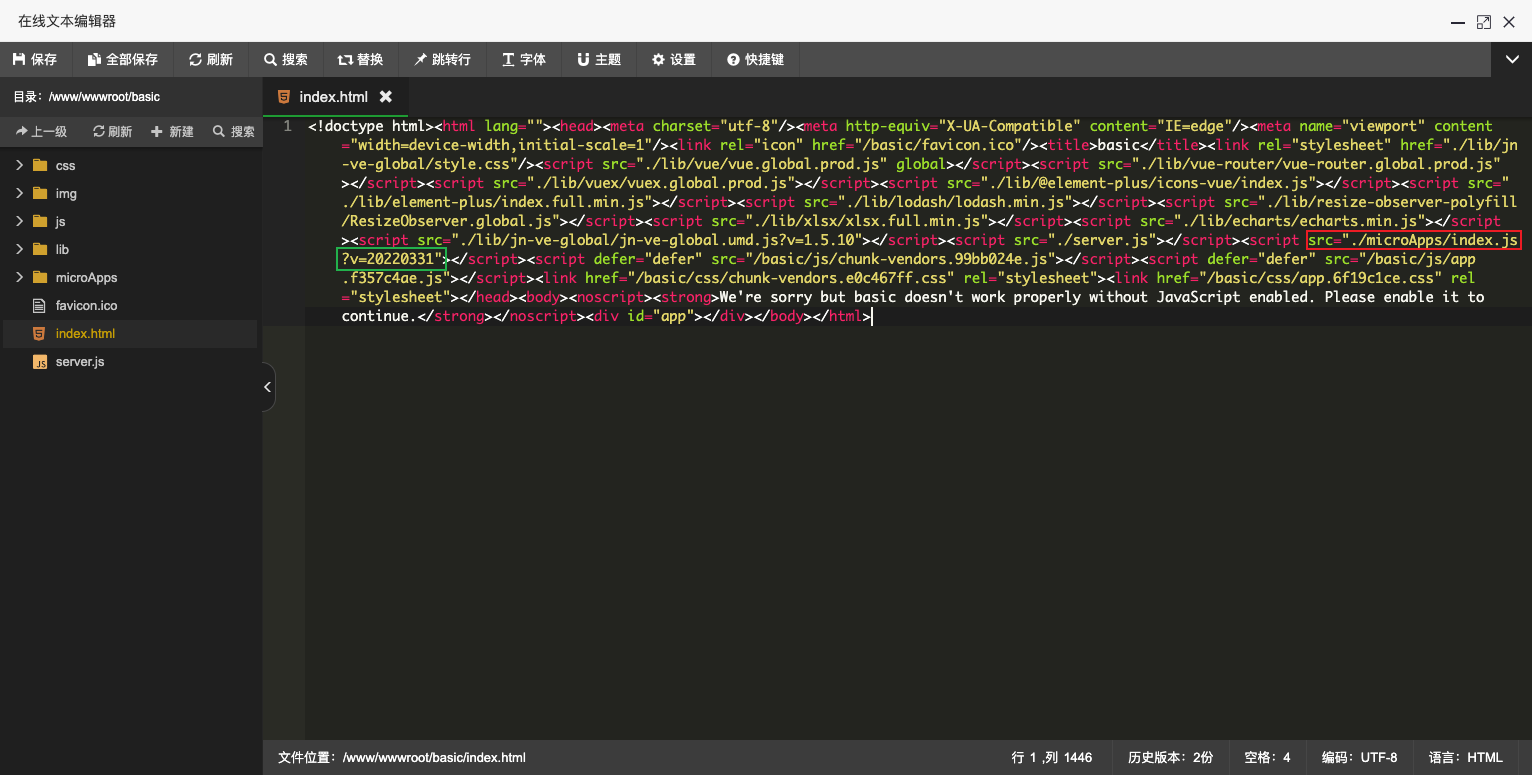 在线文本编辑器
保存 全部保存 刷新 搜索 替换 跳转行 字体 主题 设置 快捷键
目录：/www/wwwroot/basic
上一级 刷新 新建 搜索
css
img
js
lib
microApps
favicon.ico
index.html
server.js
index.html
1
<!doctype html><html lang=""><head><meta charset="utf-8"/><meta http-equiv="X-UA-Compatible" content="IE=edge"/><meta name="viewport" content
="width=device-width,initial-scale=1"/><link rel="icon" href="/basic/favicon.ico"/><title>basic</title><link rel="stylesheet" href="./lib/jn
-ve-global/style.css"/><script src="./lib/vue/vue.global.prod.js" global></script><script src="./lib/vue-router/vue-router.global.prod.js"
></script><script src="./lib/vuex/vuex.global.prod.js"></script><script src="./lib/@element-plus/icons-vue/index.js"></script><script src="
./lib/element-plus/index.full.min.js"></script><script src="./lib/lodash/lodash.min.js"></script><script src="./lib/resize-observer-polyfill
/ResizeObserver.global.js"></script><script src="./lib/xlsx/xlsx.full.min.js"></script><script src="./lib/echarts/echarts.min.js"></script
><script src="./lib/jn-ve-global/jn-ve-global.umd.js?v=1.5.10"></script><script src="./server.js"></script><script src="./microApps/index.js
?v=20220331"></script><script defer="defer" src="/basic/js/chunk-vendors.99bb024e.js"></script><script defer="defer" src="/basic/js/app
.f357c4ae.js"></script><link href="/basic/css/chunk-vendors.e0c467ff.css" rel="stylesheet"><link href="/basic/css/app.6f19c1ce.css" rel
="stylesheet"></head><body><noscript><strong>We're sorry but basic doesn't work properly without JavaScript enabled. Please enable it to
continue.</strong></noscript><div id="app"></div></body></html>
文件位置：/www/wwwroot/basic/index.html
行 1 ,列 1446
历史版本：2份
空格：4
编码：UTF-8
语言：HTML